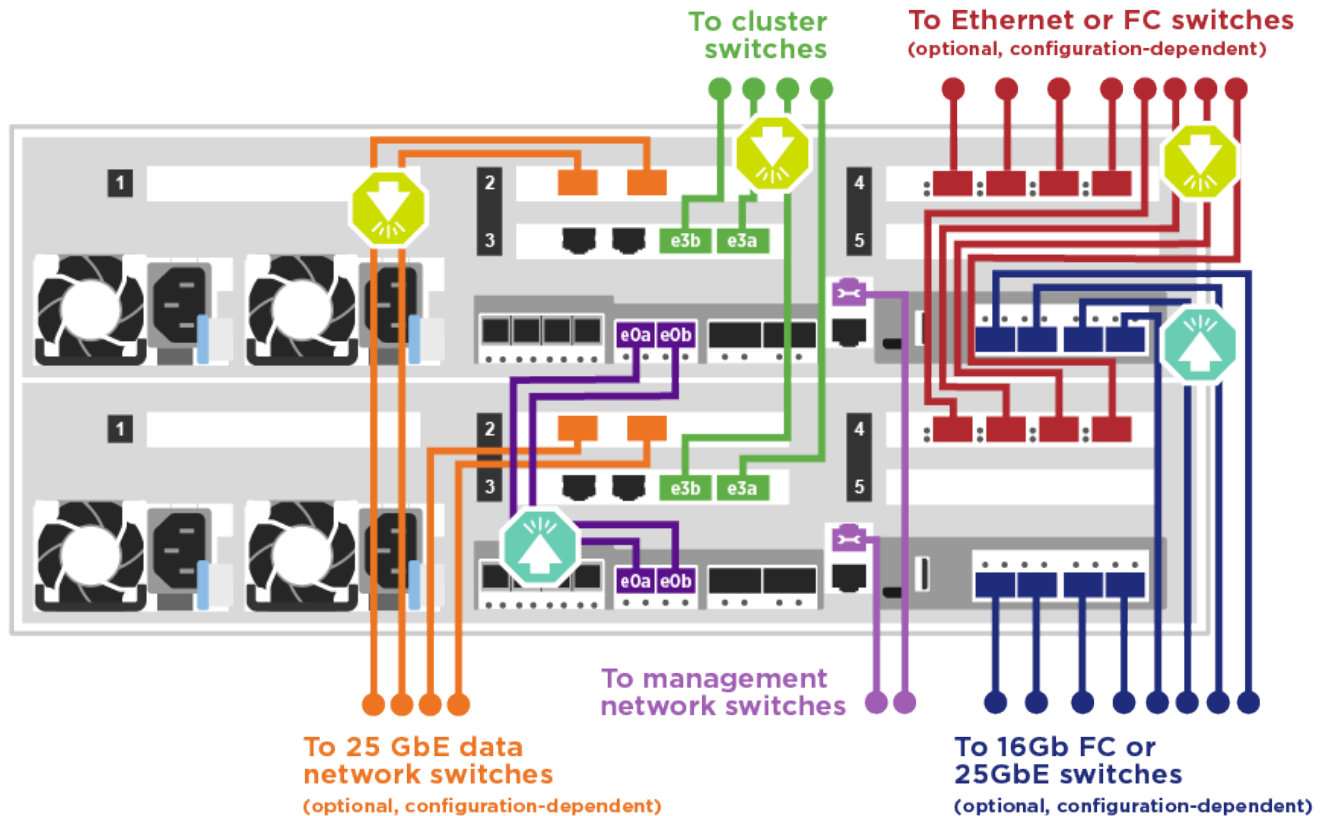 To cluster
switches
To Ethernet or FC switches
(optional, configuration-dependent)
1
2
4
3
e3b e3a
5
e0a e0b
1
2
4
3
e3b e3a
5
e0a e0b
To management
network switches
To 25 GbE data
network switches
(optional, configuration-dependent)
To 16Gb FC or
25GbE switches
(optional, configuration-dependent)